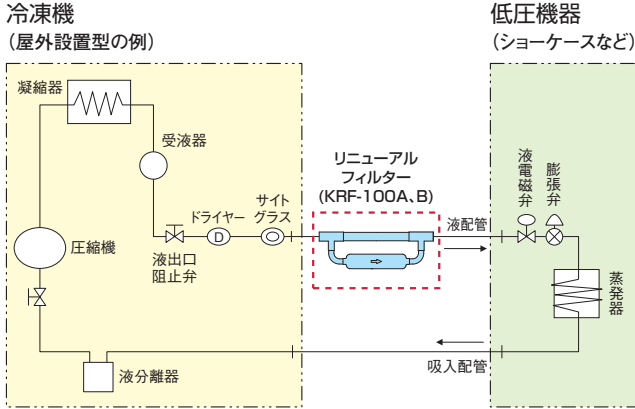 冷凍機
（屋外設置型の例）
低圧機器
（ショーケースなど）
凝縮器
受液器
リニューアル
フィルター
(KRF-100A、B)
液電磁弁
膨張弁
ドライヤー
サイト
グラス
液配管
D
圧縮機
液出口
阻止弁
蒸発器
吸入配管
液分離器